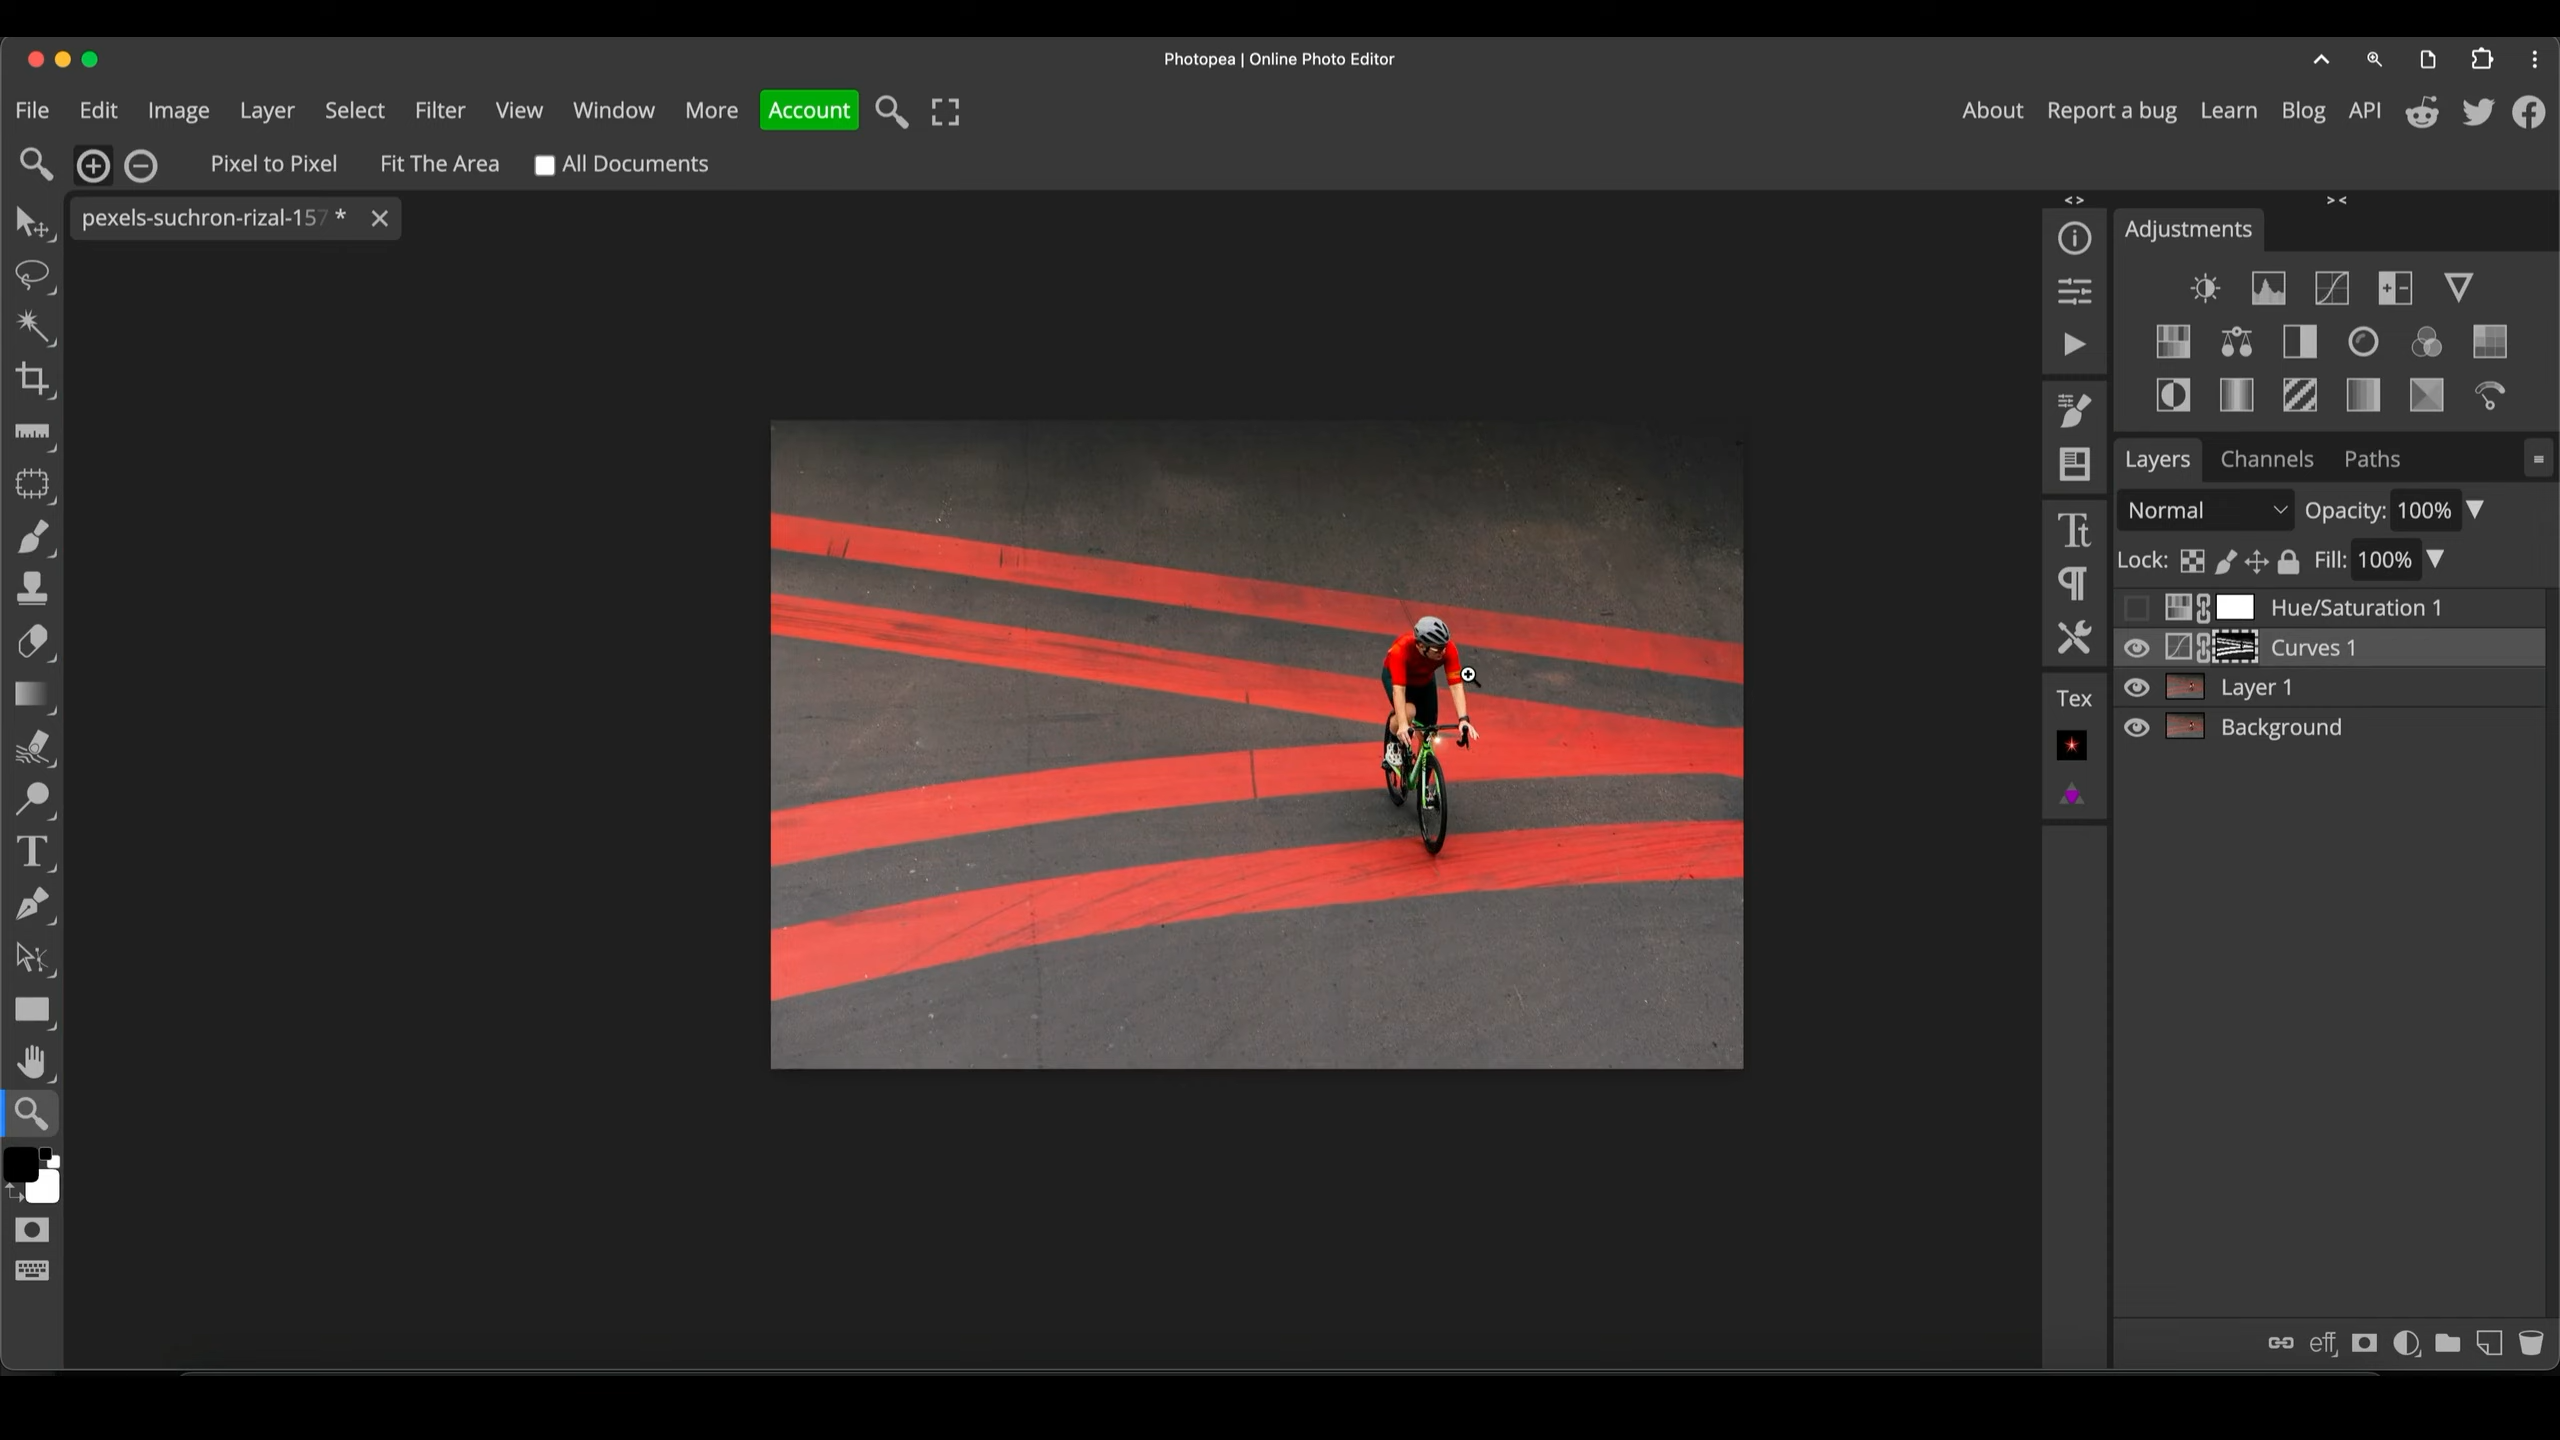 Photopea | Online Photo Editor
File Edit Image Layer Select Filter View Window More Account About Report a bug Learn Blog API
Pixel to Pixel Fit The Area All Documents
pexels-suchron-rizal-157 *
Adjustments
Layers Channels Paths
Normal Opacity: 100%
Lock: Fill: 100%
Hue/Saturation 1
Curves 1
Layer 1
Background
Tex
eff